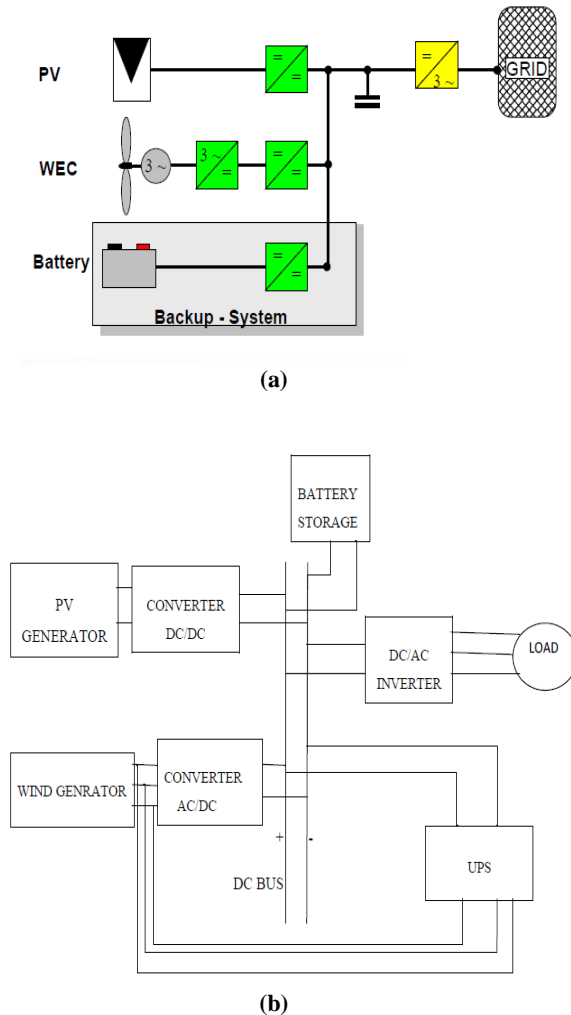 PV
=
=
=
3 ~
GRID
WEC
3 ~
3 ~
=
=
=
Battery
=
=
Backup - System
(a)
BATTERY
STORAGE
PV
GENERATOR
CONVERTER
DC/DC
DC/AC
INVERTER
LOAD
WIND GENRATOR
CONVERTER
AC/DC
+
-
DC BUS
UPS
(b)